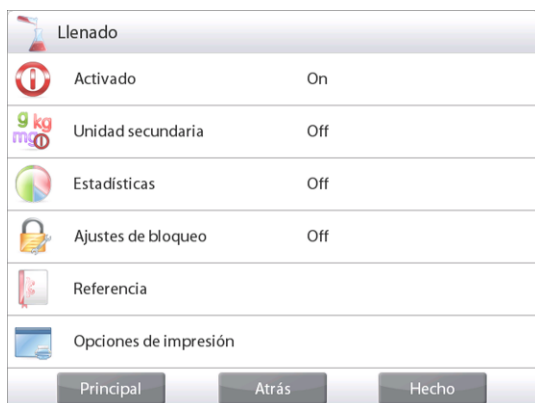 Llenado
Activado On
g kg
mg
Unidad secundaria Off
Estadísticas Off
Ajustes de bloqueo Off
Referencia
Opciones de impresión
Principal Atrás Hecho